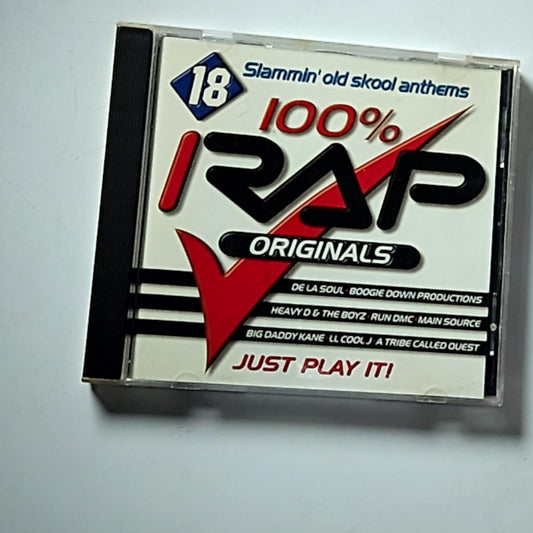 18
Slammin' old skool anthems
100%
RAP
ORIGINALS
DE LA SOUL · BOOGIE DOWN PRODUCTIONS
HEAVY D & THE BOYZ · RUN DMC · MAIN SOURCE
BIG DADDY KANE · LL COOL J · A TRIBE CALLED QUEST
JUST PLAY IT!